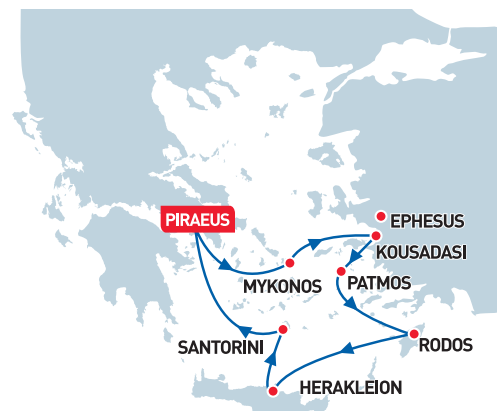 PIRAEUS
EPHESUS
KOUSADASI
MYKONOS
PATMOS
SANTORINI
RODOS
HERAKLEION